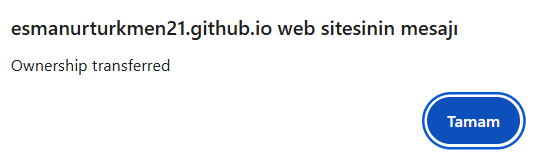 esmanurturkmen21.github.io web sitesinin mesajı
Ownership transferred
Tamam